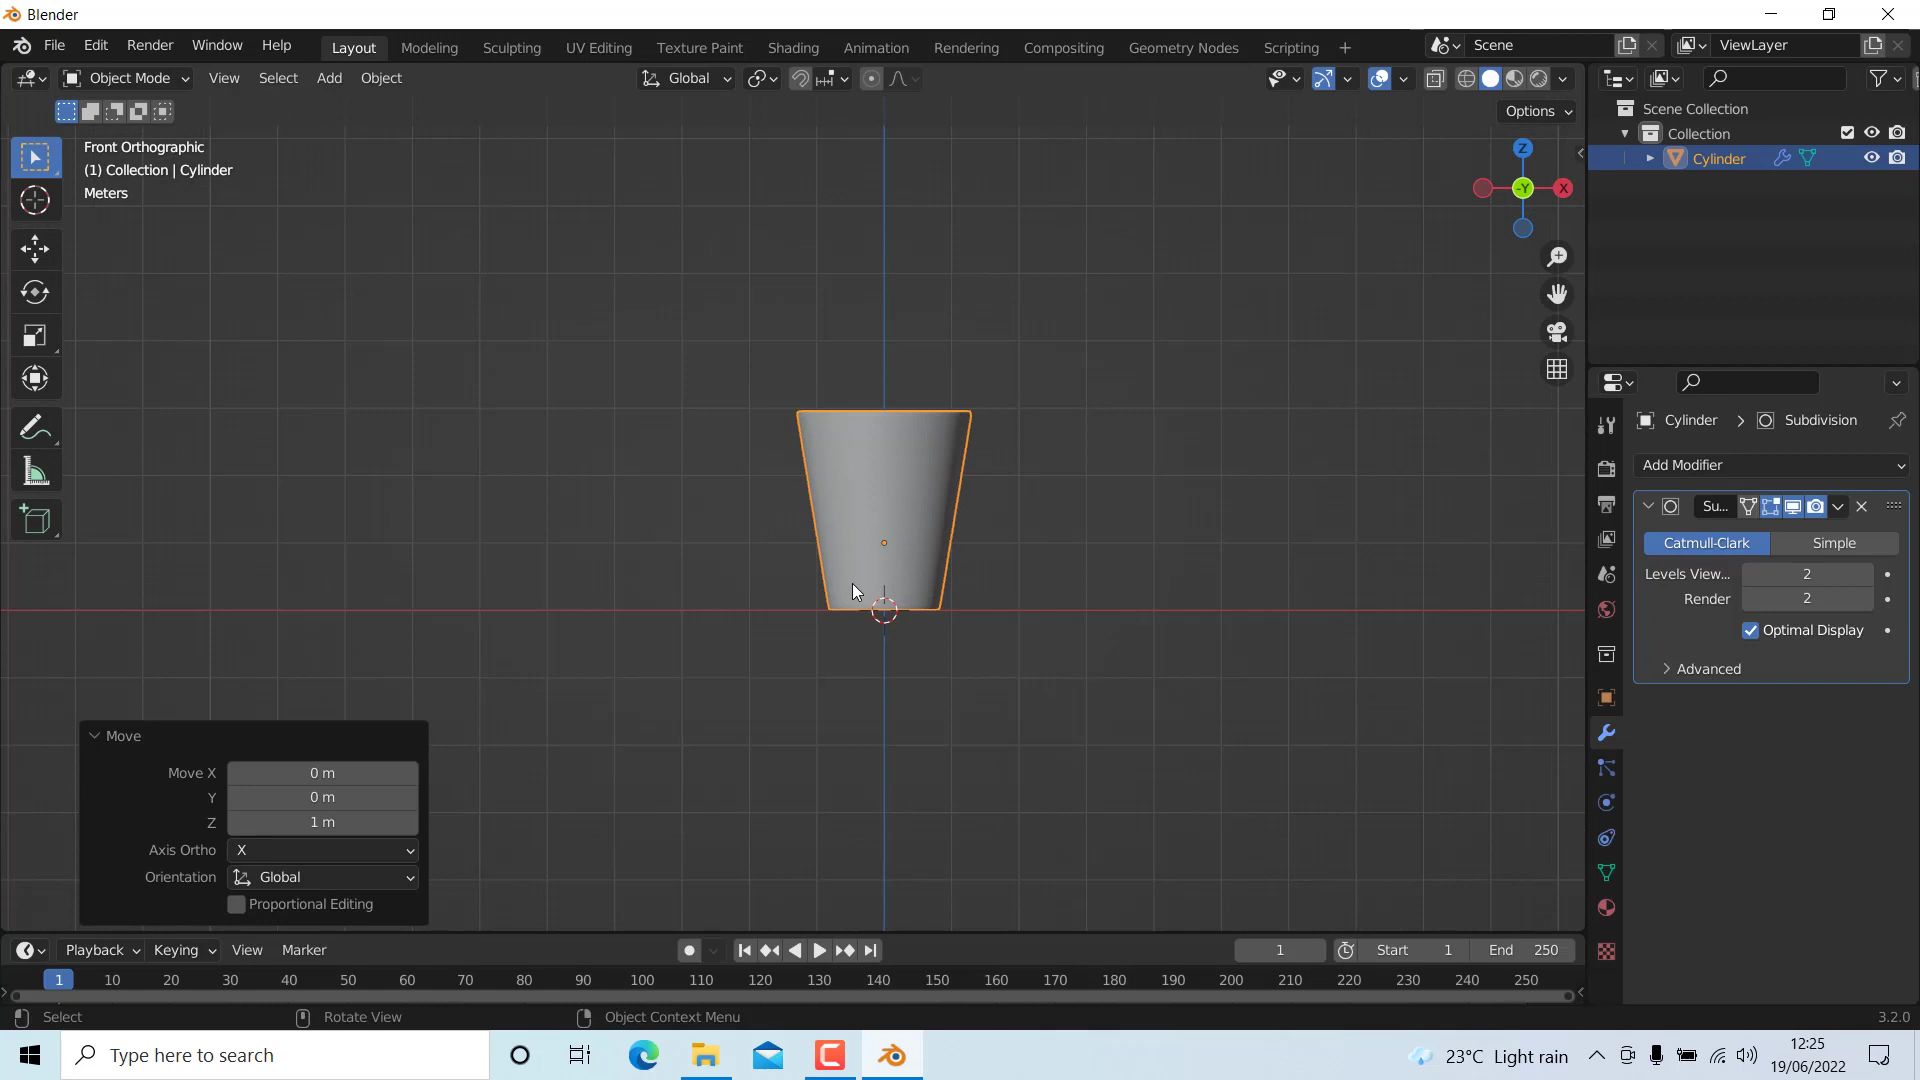 Blender
File Edit Render Window Help Layout Modeling Sculpting UV Editing Texture Paint Shading Animation Rendering Compositing Geometry Nodes Scripting + Scene ViewLayer
Object Mode View Select Add Object Global
Options
Scene Collection
Collection
Cylinder
Front Orthographic
(1) Collection | Cylinder
Meters
Z
-Y X
Cylinder > Subdivision
Add Modifier
Su...
Catmull-Clark Simple
Levels View... 2
Render 2
Optimal Display
Advanced
Move
Move X 0 m
Y 0 m
Z 1 m
Axis Ortho X
Orientation Global
Proportional Editing
Playback Keying View Marker 1 Start 1 End 250
1 10 20 30 40 50 60 70 80 90 100 110 120 130 140 150 160 170 180 190 200 210 220 230 240 250
Select Rotate View Object Context Menu 3.2.0
Type here to search 23°C Light rain 12:25
19/06/2022